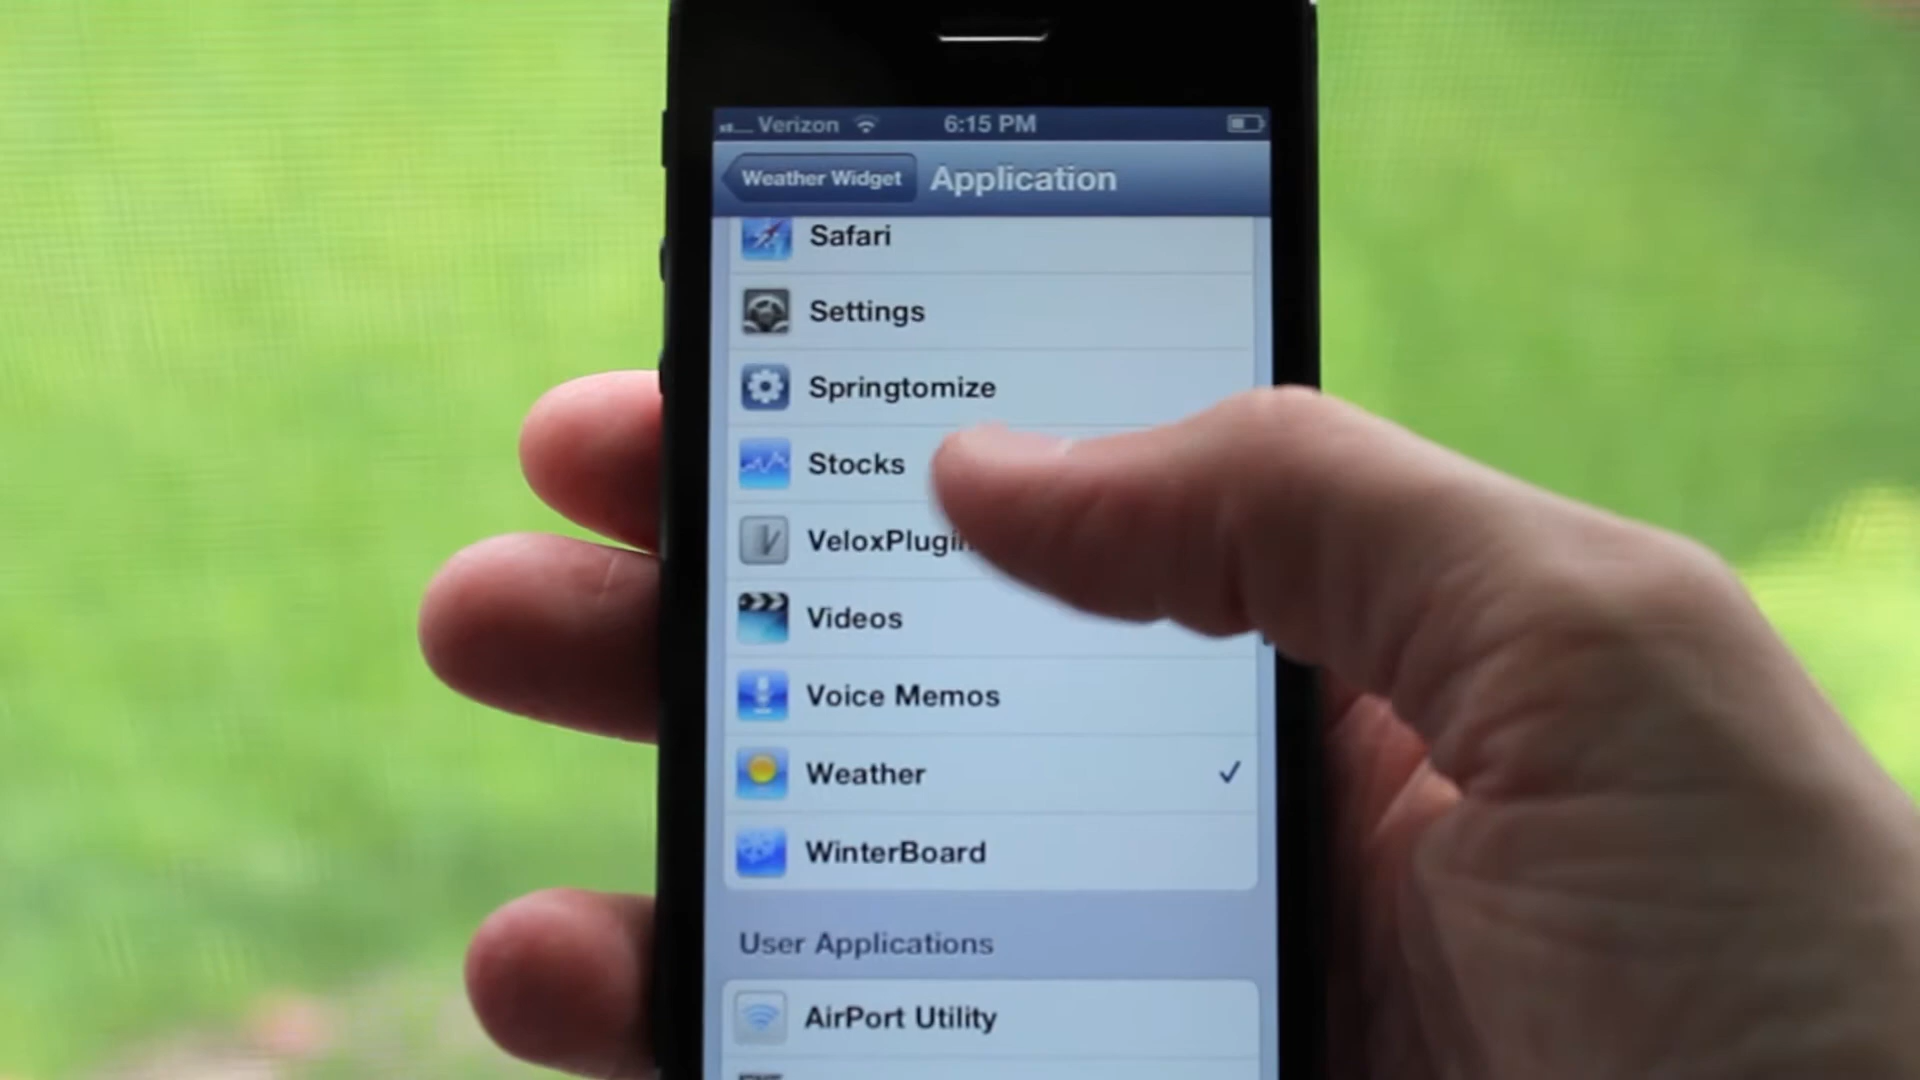 Verizon 6:15 PM
Weather Widget Application
Safari
Settings
Springtomize
Stocks
VeloxPlugin
Videos
Voice Memos
Weather
WinterBoard
User Applications
AirPort Utility